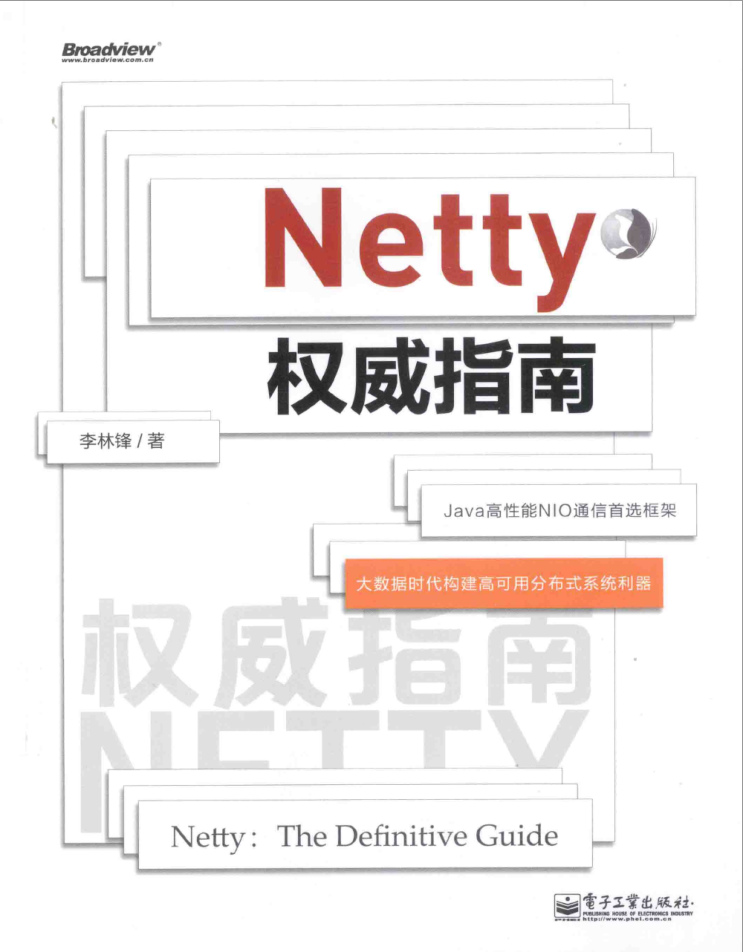 Broadview®
www.broadview.com.cn
Netty
权威指南
李林锋 / 著
Java高性能NIO通信首选框架
大数据时代构建高可用分布式系统利器
权威指南
NETTY
Netty： The Definitive Guide
電子工業出版社·
PUBLISHING HOUSE OF ELECTRONICS INDUSTRY
http://www.phei.com.cn